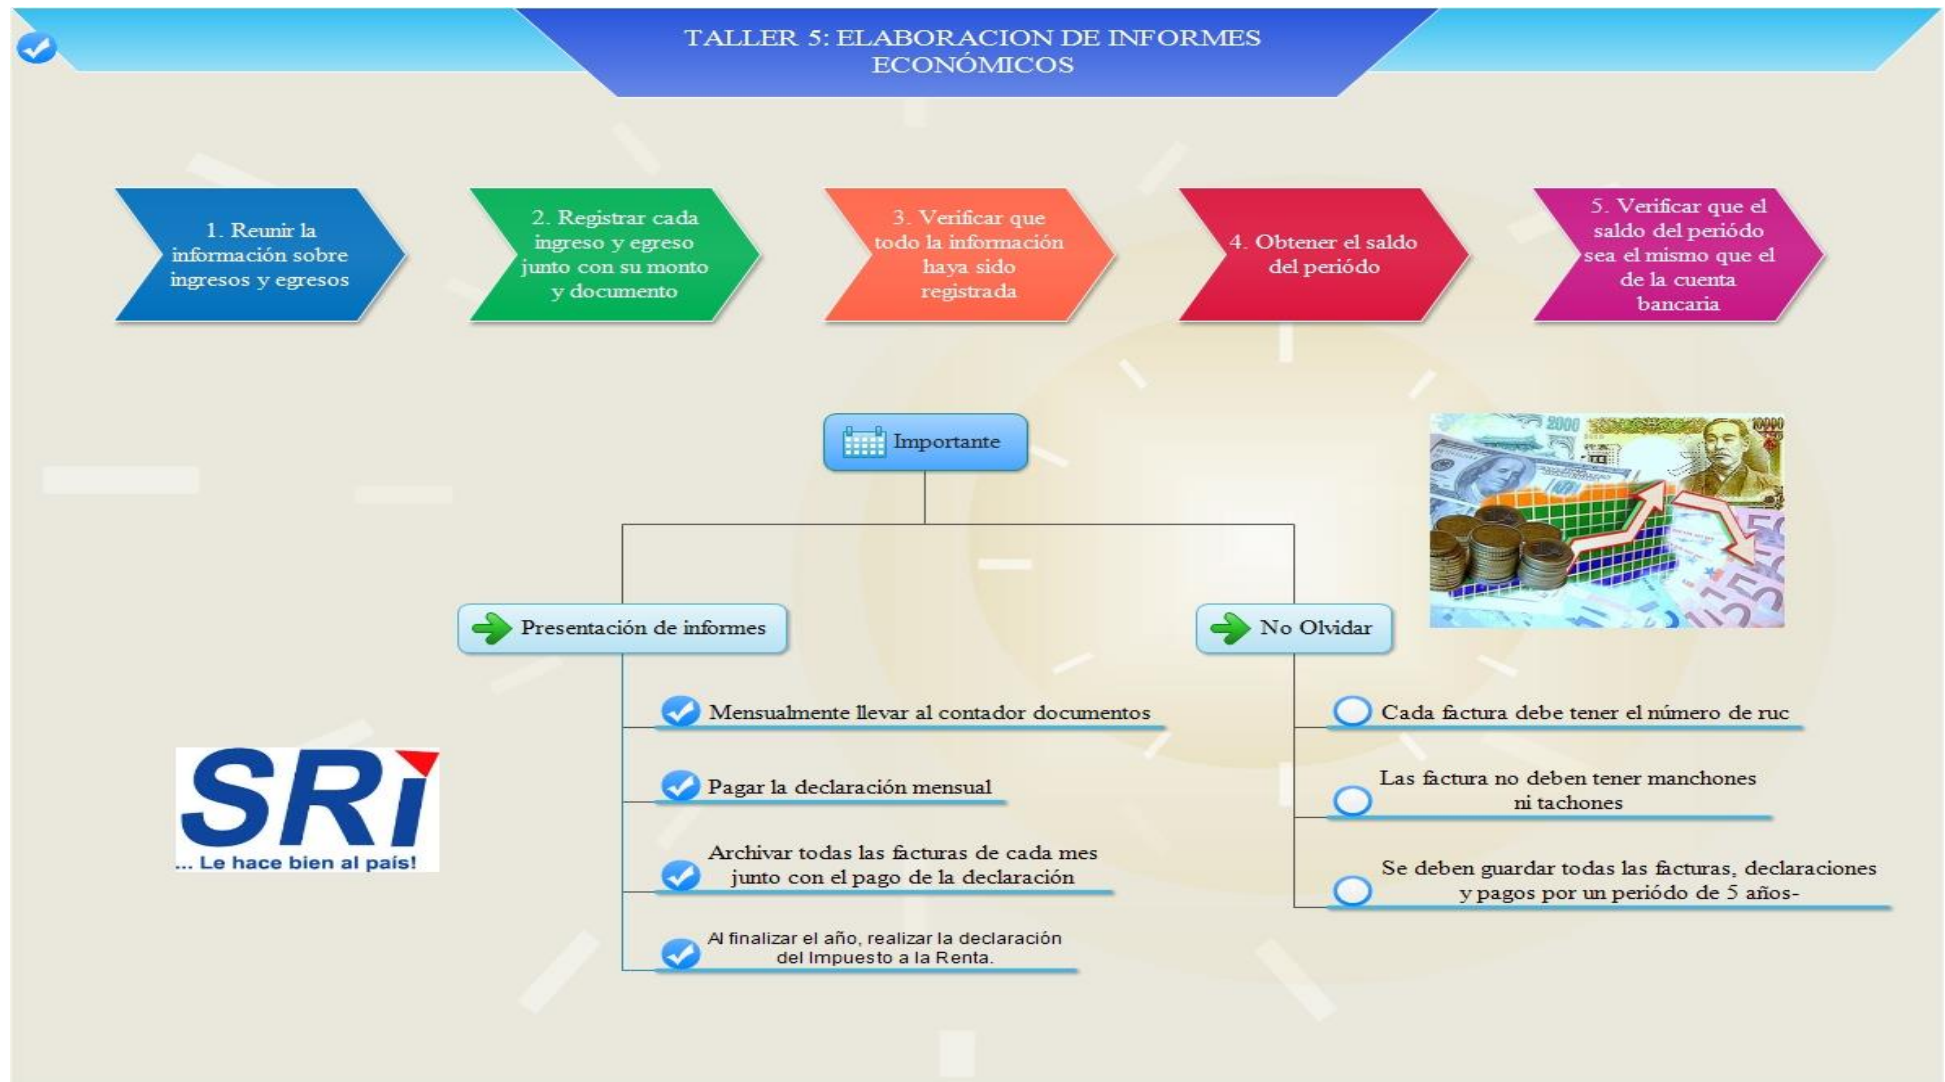 TALLER 5: ELABORACION DE INFORMES
ECONÓMICOS
1. Reunir la
información sobre
ingresos y egresos
2. Registrar cada
ingreso y egreso
junto con su monto
y documento
3. Verificar que
todo la información
haya sido
registrada
4. Obtener el saldo
del periódo
5. Verificar que el
saldo del periódo
sea el mismo que el
de la cuenta
bancaria
Importante
2000
10000
Presentación de informes
Mensualmente llevar al contador documentos
Pagar la declaración mensual
Archivar todas las facturas de cada mes
junto con el pago de la declaración
Al finalizar el año, realizar la declaración
del Impuesto a la Renta.
No Olvidar
Cada factura debe tener el número de ruc
Las factura no deben tener manchones
ni tachones
Se deben guardar todas las facturas, declaraciones
y pagos por un periódo de 5 años-
SRi
... Le hace bien al país!